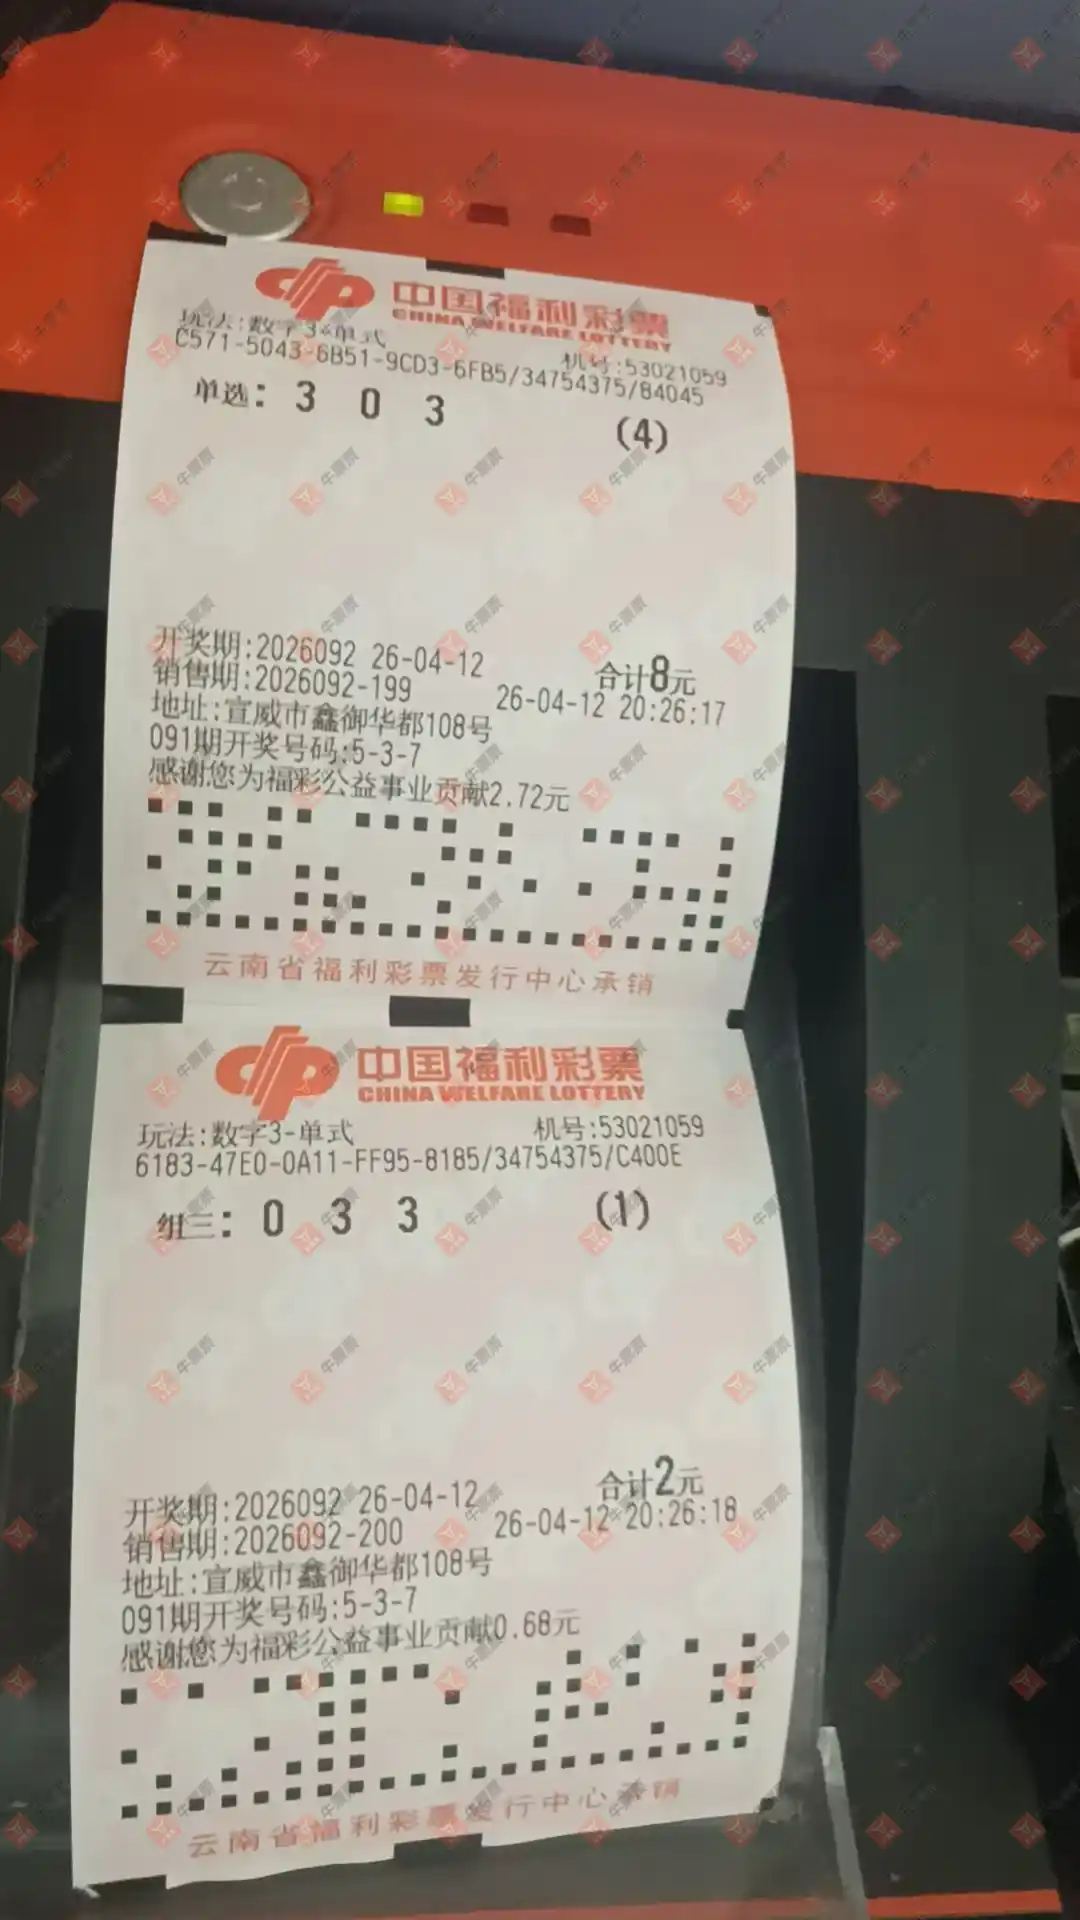 中国福利彩票
CHINA WELFARE LOTTERY
玩法:数字3-单式 机号:53021059
C571-5043-6B51-9CD3-6FB5/34754375/84045
单选: 3 0 3 (4)
开奖期:2026092 26-04-12 合计8元
销售期:2026092-199 26-04-12 20:26:17
地址:宣威市鑫御华都108号
091期开奖号码:5-3-7
感谢您为福彩公益事业贡献2.72元
云南省福利彩票发行中心承销
中国福利彩票
CHINA WELFARE LOTTERY
玩法:数字3-单式 机号:53021059
6183-47E0-0A11-FF95-8185/34754375/C400E
组三: 0 3 3 (1)
开奖期:2026092 26-04-12 合计2元
销售期:2026092-200 26-04-12 20:26:18
地址:宣威市鑫御华都108号
091期开奖号码:5-3-7
感谢您为福彩公益事业贡献0.68元
云南省福利彩票发行中心承销
牛票票